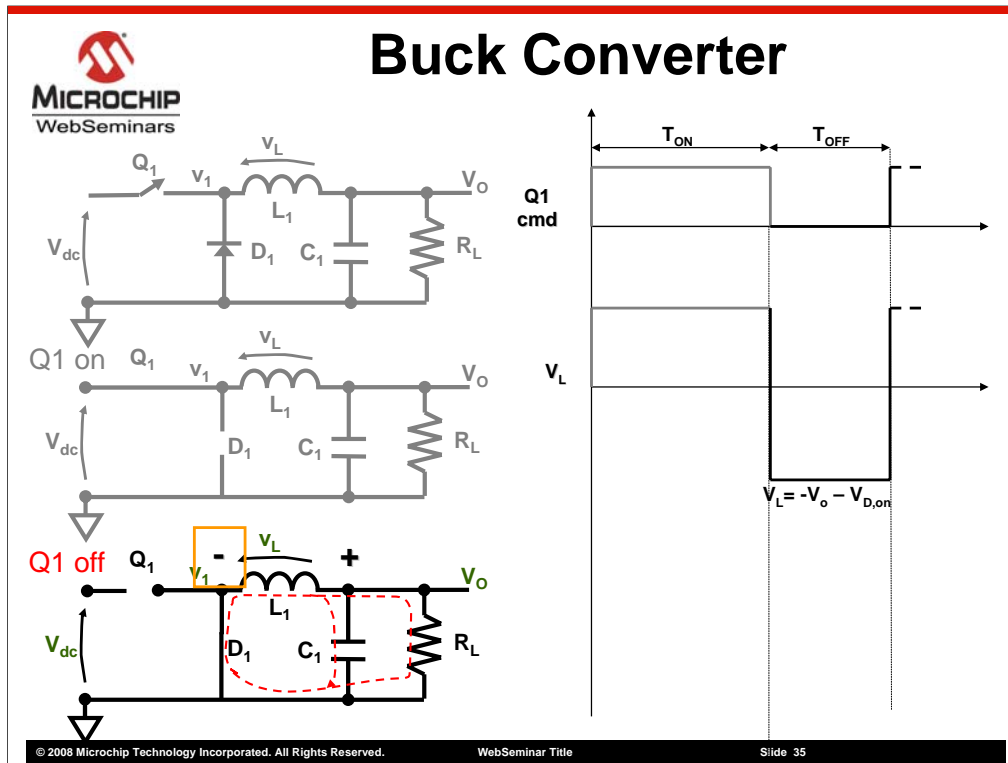 Buck Converter
MICROCHIP
WebSeminars
Q1 v1 vL VO
L1
Vdc D1 C1 RL
Q1 on Q1 v1 vL VO
L1
Vdc D1 C1 RL
Q1 off Q1 - vL +
v1 VO
L1
Vdc D1 C1 RL
TON TOFF
Q1
cmd
VL
VL= -Vo – VD,on
© 2008 Microchip Technology Incorporated. All Rights Reserved. WebSeminar Title Slide 35